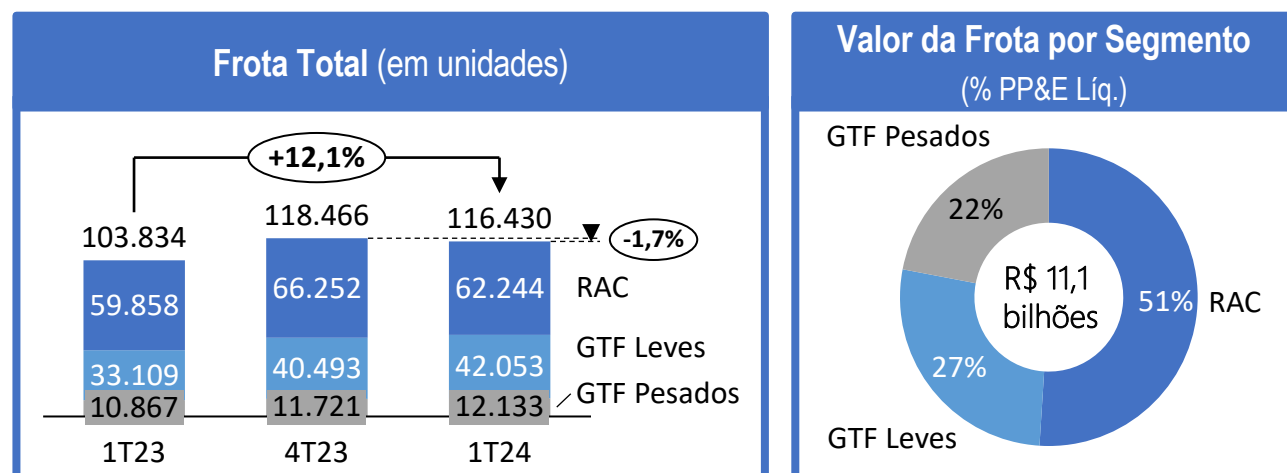 Frota Total (em unidades)
+12,1%
103.834
118.466
116.430
-1,7%
59.858
66.252
62.244
RAC
33.109
40.493
42.053
GTF Leves
10.867
11.721
12.133
GTF Pesados
1T23
4T23
1T24
Valor da Frota por Segmento
(% PP&E Líq.)
GTF Pesados
22%
R$ 11,1
bilhões
51%
RAC
27%
GTF Leves